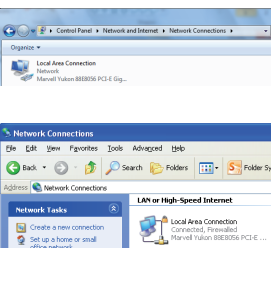 Control Panel ▸ Network and Internet ▸ Network Connections ▸
Organize ▾
Local Area Connection
Network
Marvell Yukon 88E8056 PCI-E Gig...
Network Connections
File Edit View Favorites Tools Advanced Help
Back Search Folders Folder Sy
Address Network Connections
Network Tasks
Create a new connection
Set up a home or small
office network
LAN or High-Speed Internet
Local Area Connection
Connected, Firewalled
Marvell Yukon 88E8056 PCI-E ...